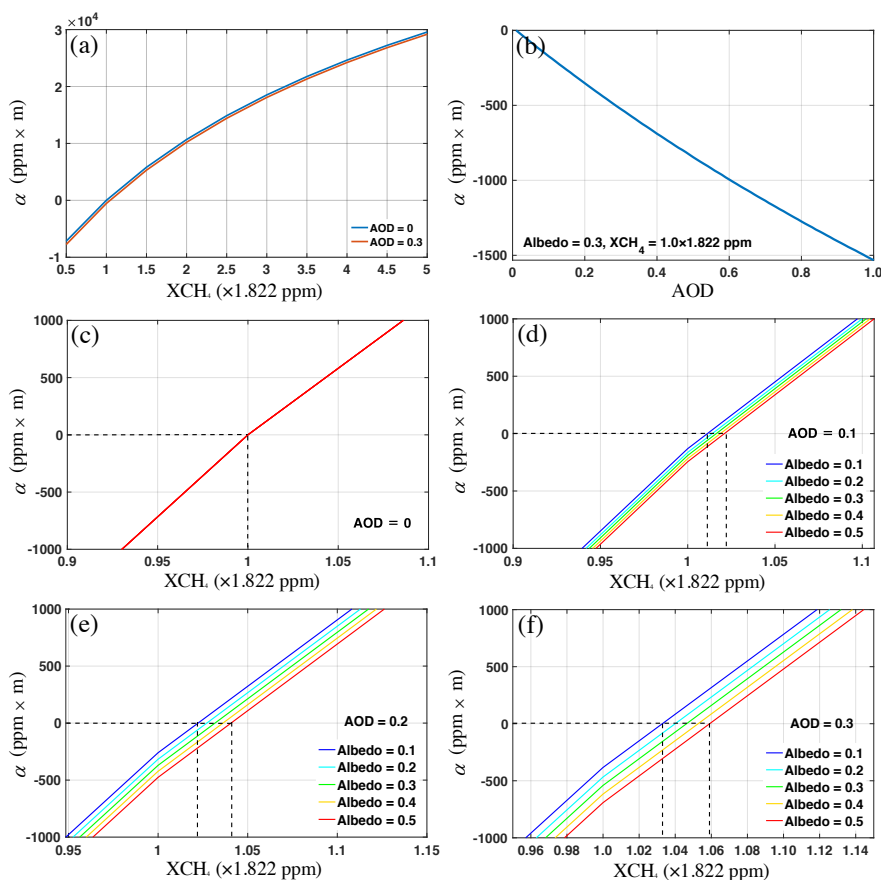 ×10⁴
(a)
3
2
1
0
-1
α (ppm × m)
AOD = 0
AOD = 0.3
0.5 1 1.5 2 2.5 3 3.5 4 4.5 5
XCH₄ (×1.822 ppm)
(b)
0
-500
-1000
-1500
α (ppm × m)
Albedo = 0.3, XCH₄ = 1.0×1.822 ppm
0 0.2 0.4 0.6 0.8 1.0
AOD
(c)
1000
500
0
-500
-1000
α (ppm × m)
AOD = 0
0.9 0.95 1 1.05 1.1
XCH₄ (×1.822 ppm)
(d)
1000
500
0
-500
-1000
α (ppm × m)
AOD = 0.1
Albedo = 0.1
Albedo = 0.2
Albedo = 0.3
Albedo = 0.4
Albedo = 0.5
0.9 0.95 1 1.05 1.1
XCH₄ (×1.822 ppm)
(e)
1000
500
0
-500
-1000
α (ppm × m)
AOD = 0.2
Albedo = 0.1
Albedo = 0.2
Albedo = 0.3
Albedo = 0.4
Albedo = 0.5
0.95 1 1.05 1.1 1.15
XCH₄ (×1.822 ppm)
(f)
1000
500
0
-500
-1000
α (ppm × m)
AOD = 0.3
Albedo = 0.1
Albedo = 0.2
Albedo = 0.3
Albedo = 0.4
Albedo = 0.5
0.96 0.98 1.0 1.02 1.04 1.06 1.08 1.10 1.12 1.14
XCH₄ (×1.822 ppm)